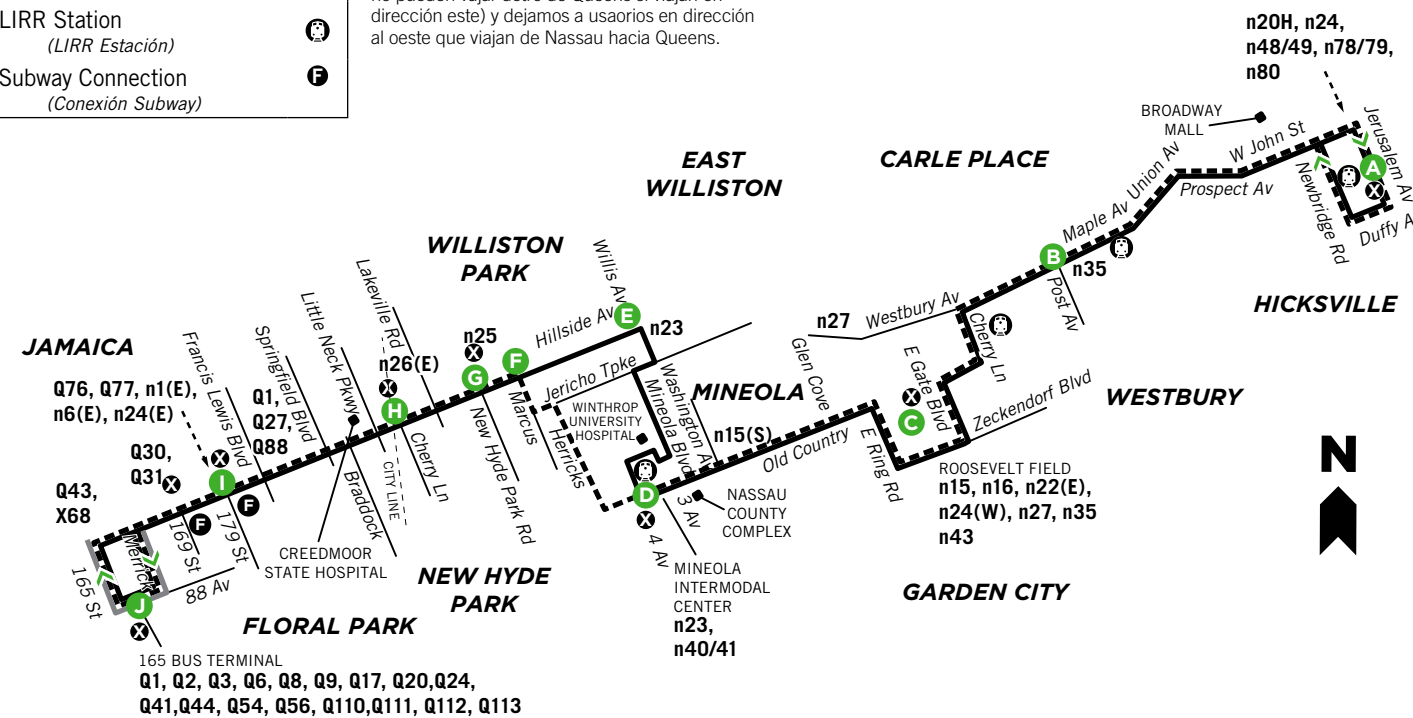 LIRR Station
(LIRR Estación)
Subway Connection
F
(Conexión Subway)
dirección este) y dejamos a usaorios en dirección
al oeste que viajan de Nassau hacia Queens.
n20H, n24,
n48/49, n78/79,
n80
BROADWAY
MALL
Jerusalem Av
W John St
A
X
Newbridge Rd
Duffy A
Prospect Av
Union Av
Maple Av
B
n35
Post Av
HICKSVILLE
CARLE PLACE
EAST
WILLISTON
WILLISTON
PARK
Willis Av
E
n23
Hillside Av
Westbury Av
n27
Cherry Ln
Glen Cove
E Gate Blvd
X
C
Zeckendorf Blvd
WESTBURY
MINEOLA
Old Country
E Ring Rd
ROOSEVELT FIELD
n15, n16, n22(E),
n24(W), n27, n35
n43
n15(S)
Washington Av
Mineola Blvd
Jericho Tpke
WINTHROP
UNIVERSITY
HOSPITAL
D
X
3 Av
4 Av
NASSAU
COUNTY
COMPLEX
MINEOLA
INTERMODAL
CENTER
n23,
n40/41
GARDEN CITY
N
Herricks
Marcus
F
n25
X
G
New Hyde Park Rd
Lakeville Rd
n26(E)
X
H
Cherry Ln
CITY LINE
Little Neck Pkwy
Braddock
Springfield Blvd
Q1,
Q27,
Q88
CREEDMOOR
STATE HOSPITAL
NEW HYDE
PARK
FLORAL PARK
JAMAICA
Francis Lewis Blvd
Q76, Q77, n1(E),
n6(E), n24(E)
X
I
F
179 St
Q30,
Q31
X
F
169 St
Q43,
X68
Merrick
165 St
88 Av
J
X
165 BUS TERMINAL
Q1, Q2, Q3, Q6, Q8, Q9, Q17, Q20,Q24,
Q41,Q44, Q54, Q56, Q110,Q111, Q112, Q113